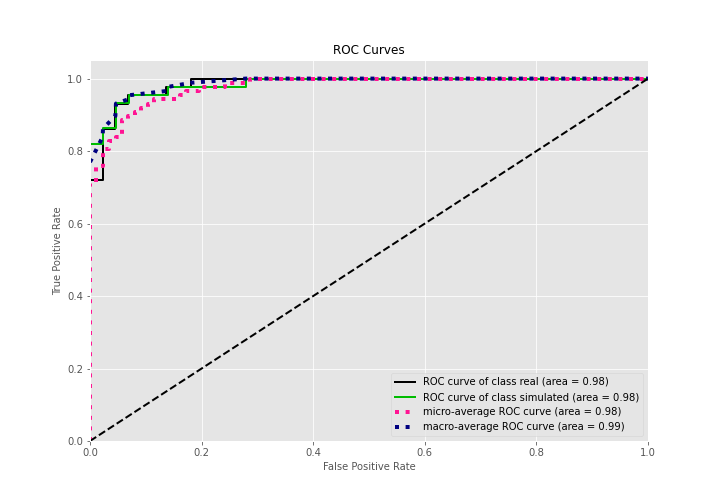 ROC Curves
True Positive Rate
1.0
0.8
0.6
0.4
0.2
0.0
0.0 0.2 0.4 0.6 0.8 1.0
False Positive Rate
ROC curve of class real (area = 0.98)
ROC curve of class simulated (area = 0.98)
micro-average ROC curve (area = 0.98)
macro-average ROC curve (area = 0.99)